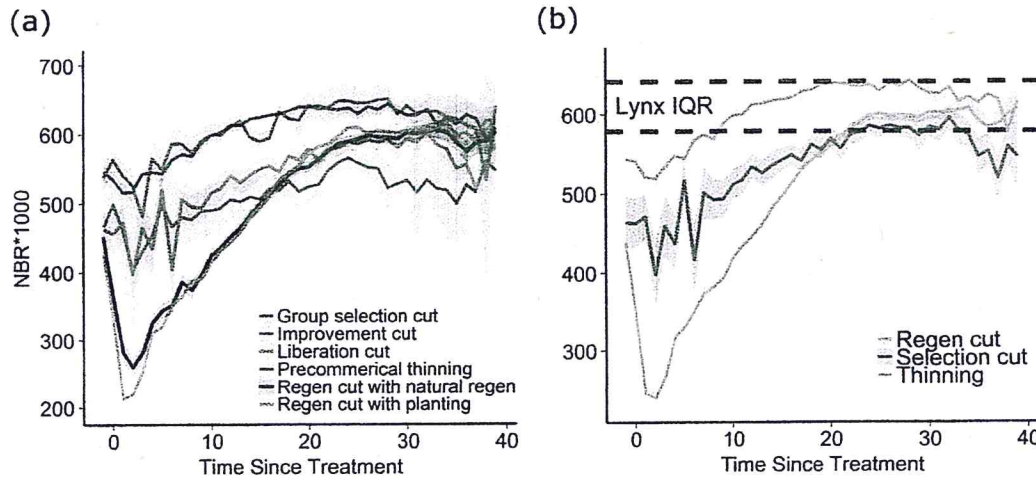 (a)
700
600
500
400
300
200
NBR*1000
0
10
20
30
40
Time Since Treatment
Group selection cut
Improvement cut
Liberation cut
Precommerical thinning
Regen cut with natural regen
Regen cut with planting
(b)
600
500
400
300
Lynx IQR
0
10
20
30
40
Time Since Treatment
Regen cut
Selection cut
Thinning